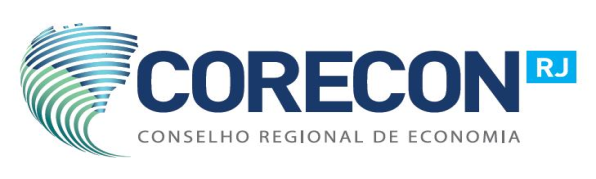 CORECON RJ
CONSELHO REGIONAL DE ECONOMIA